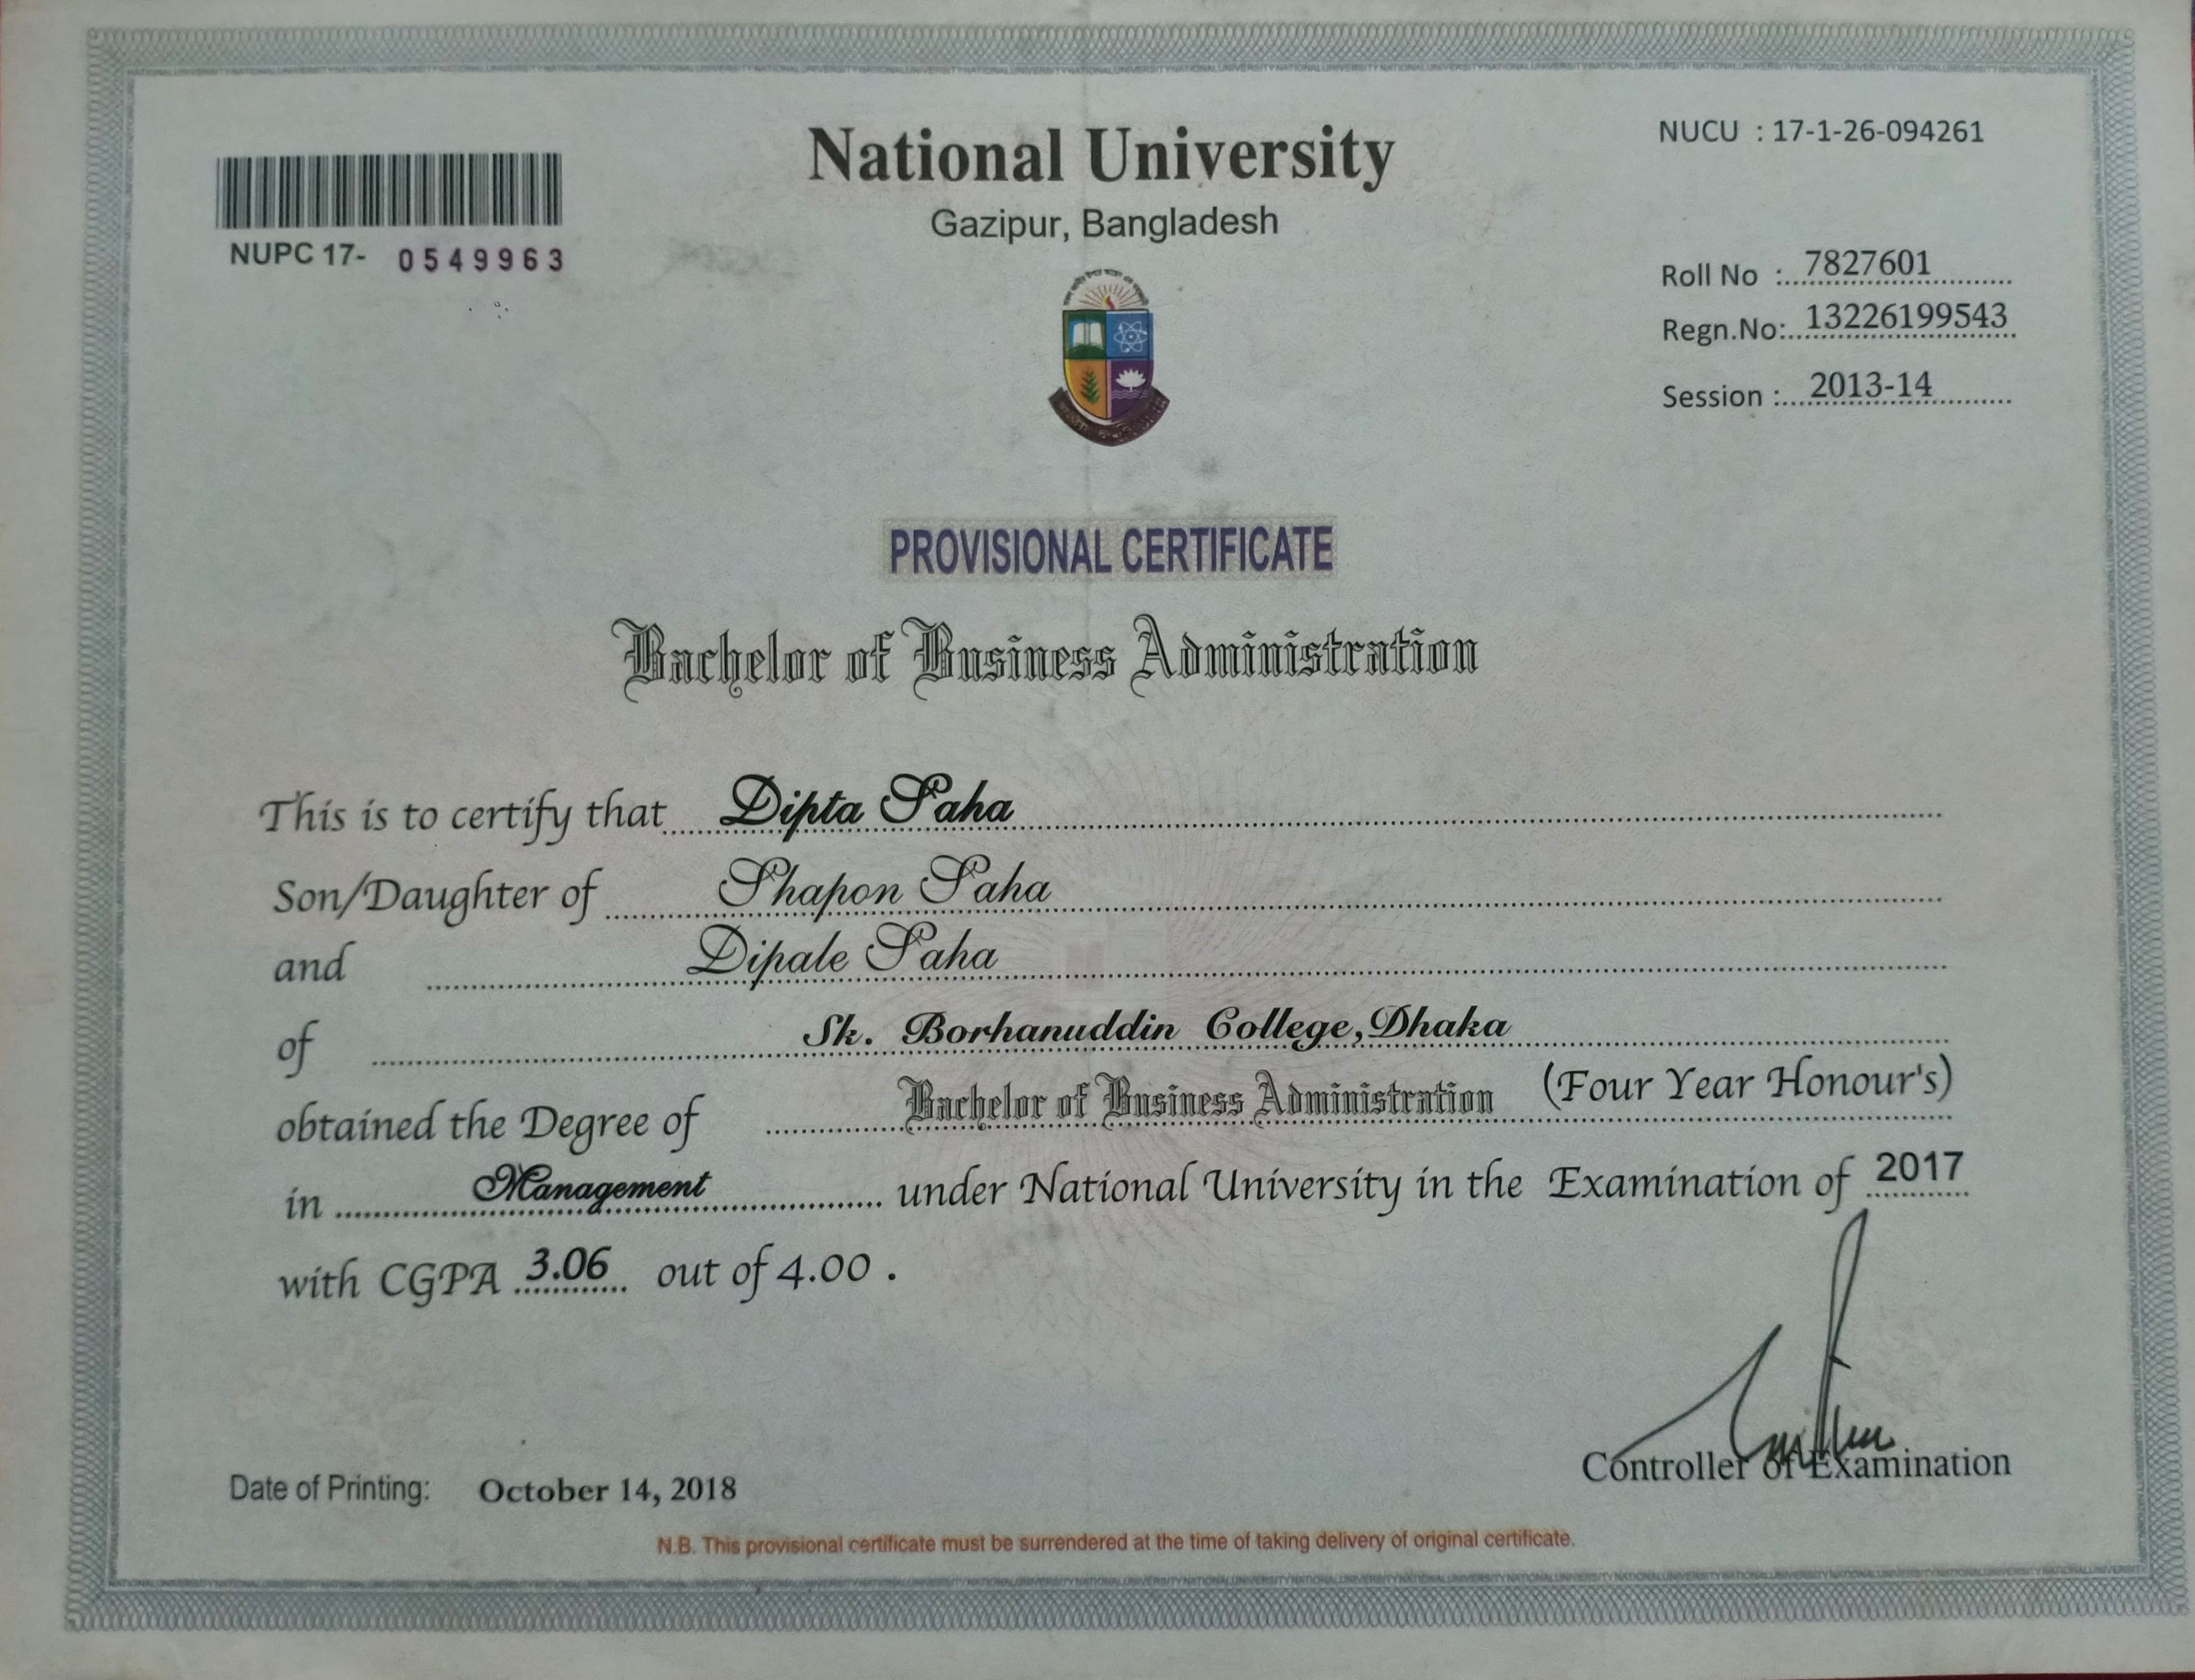 National University
Gazipur, Bangladesh
NUCU : 17-1-26-094261
NUPC 17- 0549963
Roll No : 7827601
Regn.No: 13226199543
Session : 2013-14
PROVISIONAL CERTIFICATE
Bachelor of Business Administration
This is to certify that Dipta Saha
Son/Daughter of Shapon Saha
and Dipale Saha
of Sk. Borhanuddin College,Dhaka
obtained the Degree of Bachelor of Business Administration (Four Year Honour's)
in Management under National University in the Examination of 2017
with CGPA 3.06 out of 4.00 .
Controller of Examination
Date of Printing: October 14, 2018
N.B. This provisional certificate must be surrendered at the time of taking delivery of original certificate.